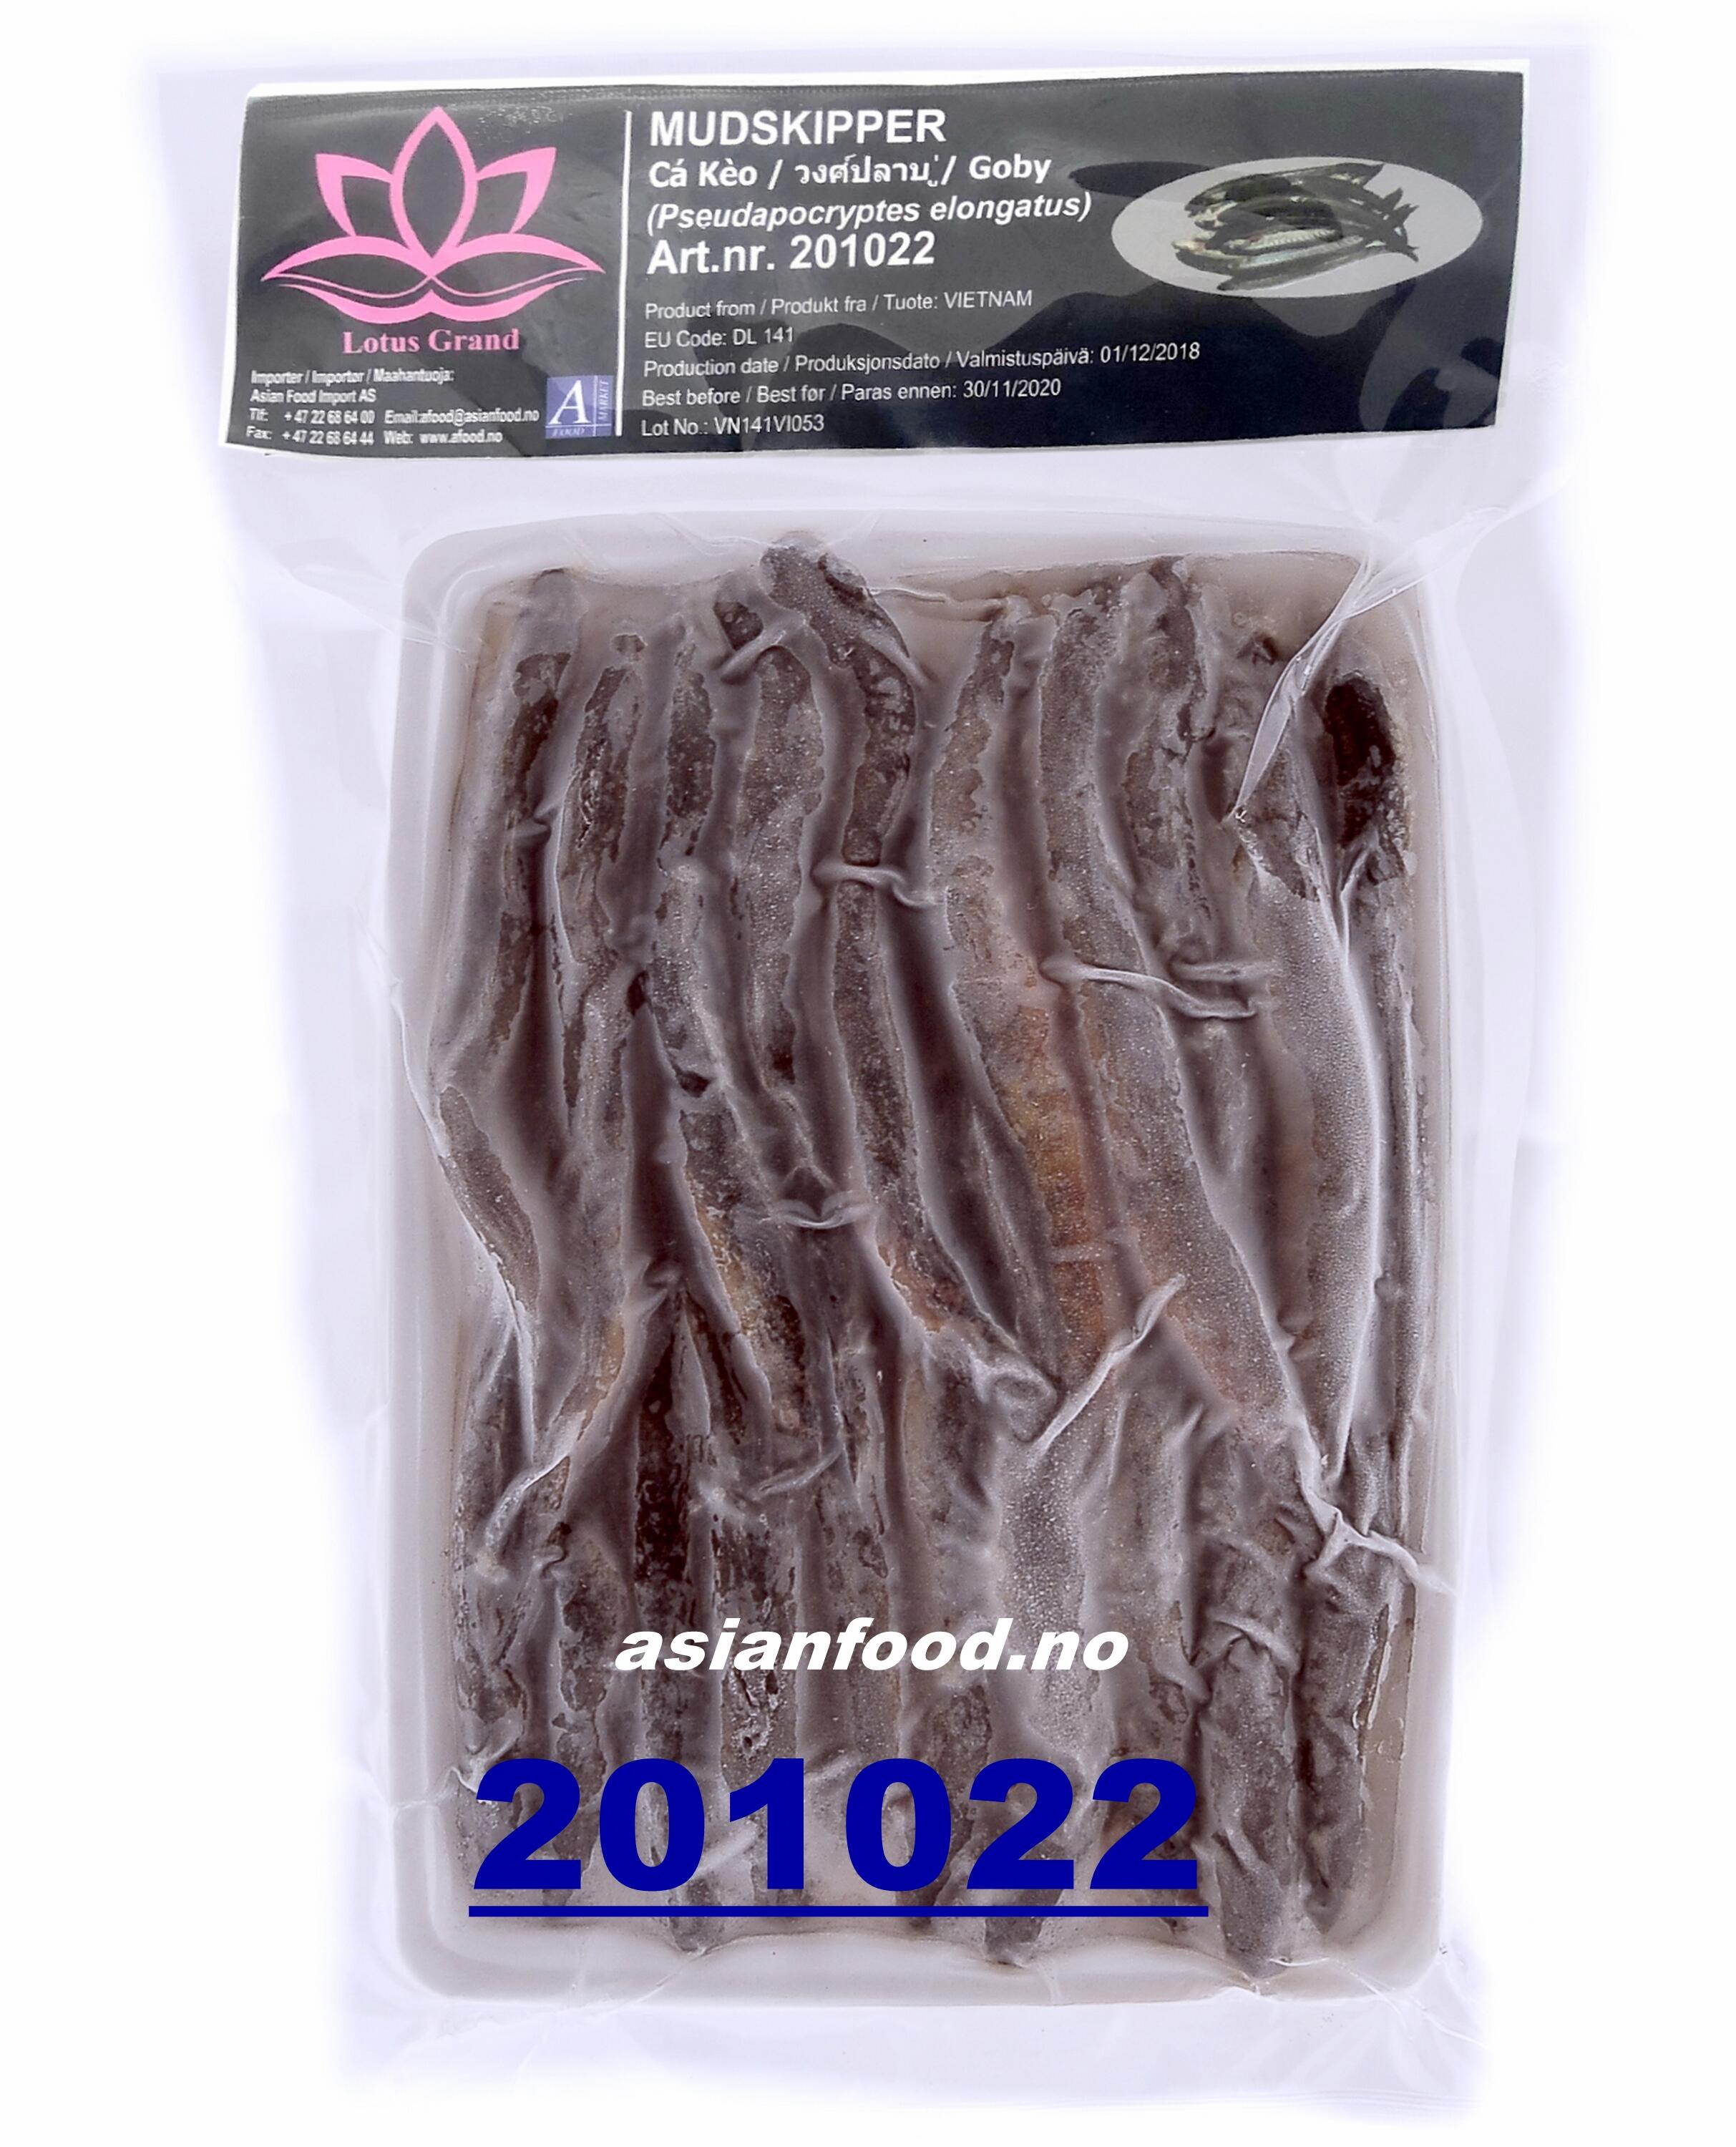 MUDSKIPPER
Cá Kèo / วงศ์ปลาบู่ / Goby
(Pseudapocryptes elongatus)
Art.nr. 201022
Product from / Produkt fra / Tuote: VIETNAM
EU Code: DL 141
Production date / Produksjonsdato / Valmistuspäivä: 01/12/2018
Best before / Best før / Paras ennen: 30/11/2020
Lot No.: VN141VI053
Lotus Grand
Importer / Importør / Maahantuoja:
Asian Food Import AS
Tlf: +47 22 68 64 00 Email:afood@asianfood.no
Fax: +47 22 68 64 44 Web: www.afood.no
A
FOOD
MARKET
asianfood.no
201022